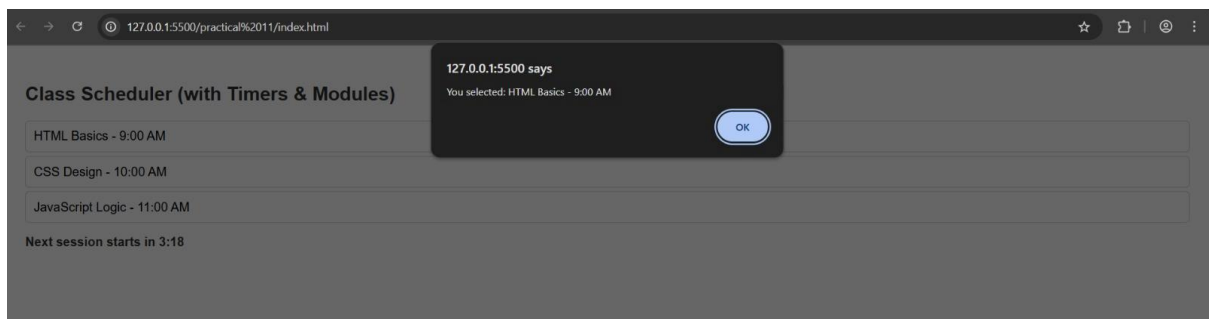 127.0.0.1:5500/practical%2011/index.html
127.0.0.1:5500 says
You selected: HTML Basics - 9:00 AM
OK
Class Scheduler (with Timers & Modules)
HTML Basics - 9:00 AM
CSS Design - 10:00 AM
JavaScript Logic - 11:00 AM
Next session starts in 3:18